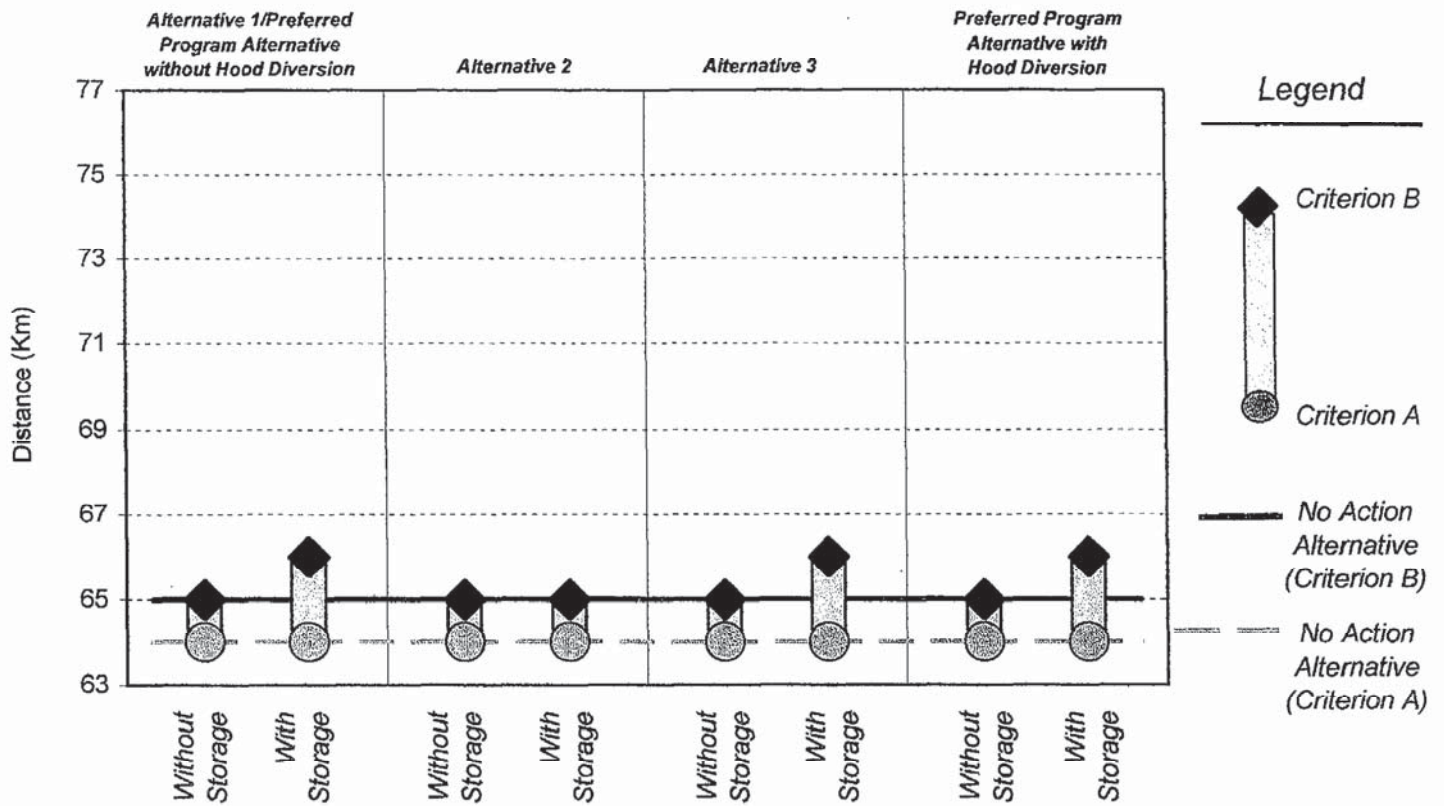 Alternative 1/Preferred
Program Alternative
without Hood Diversion
Alternative 2
Alternative 3
Preferred Program
Alternative with
Hood Diversion
77
75
73
71
69
67
65
63
Distance (Km)
Without
Storage
With
Storage
Without
Storage
With
Storage
Without
Storage
With
Storage
Without
Storage
With
Storage
Legend
Criterion B
Criterion A
No Action
Alternative
(Criterion B)
No Action
Alternative
(Criterion A)